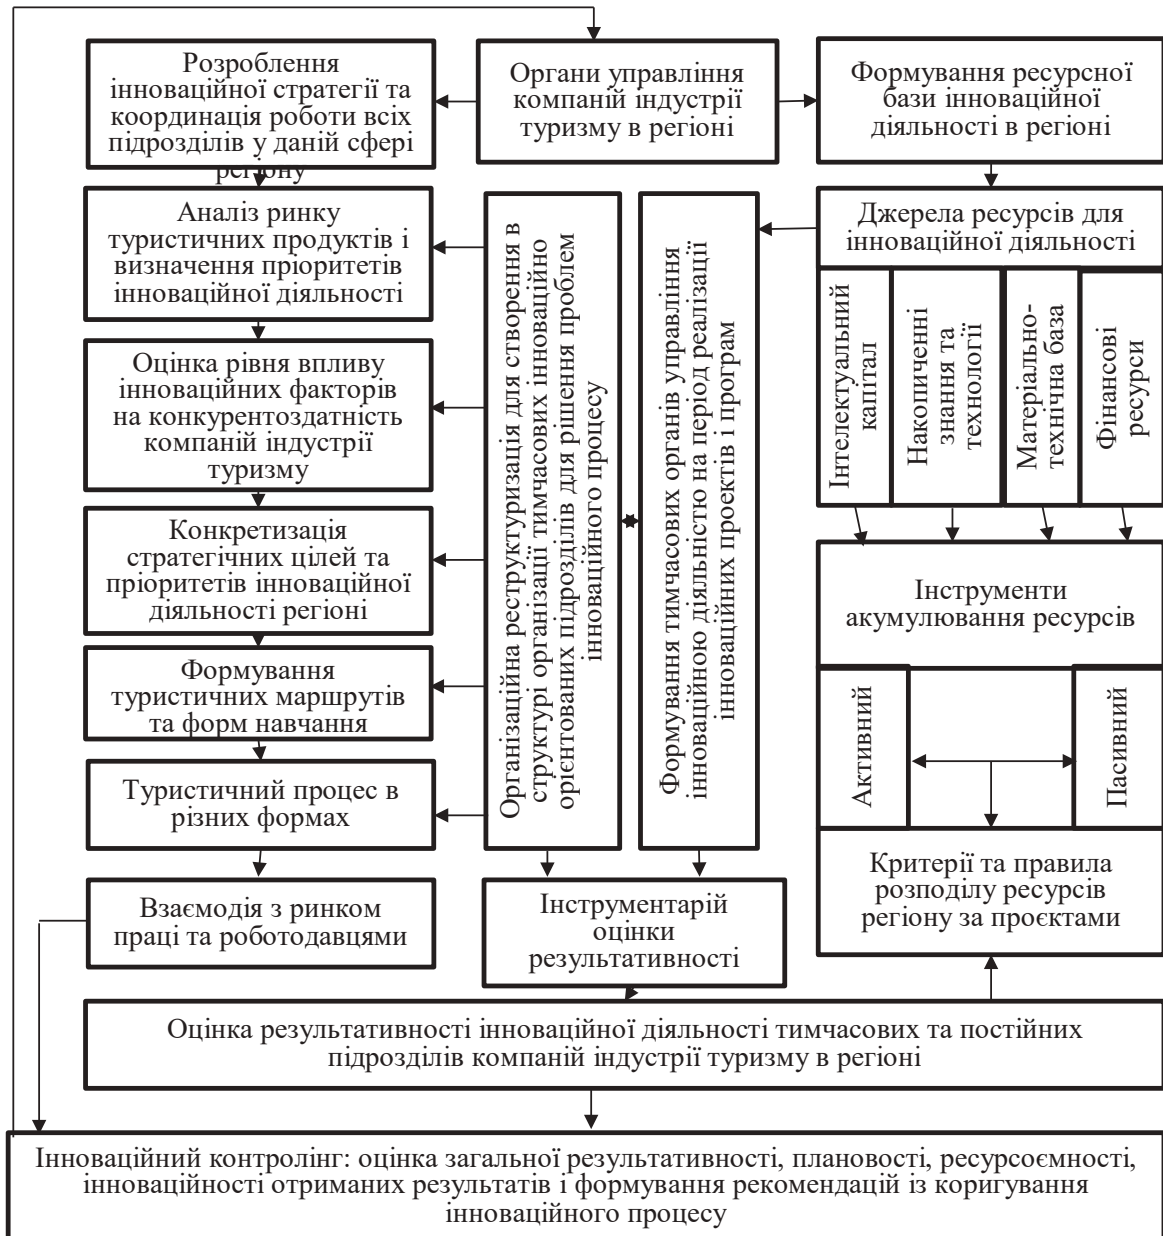 Розроблення
інноваційної стратегії та
координація роботи всіх
підрозділів у даній сфері
регіону
Органи управління
компаній індустрії
туризму в регіоні
Формування ресурсної
бази інноваційної
діяльності в регіоні
Аналіз ринку
туристичних продуктів і
визначення пріоритетів
інноваційної діяльності
Оцінка рівня впливу
інноваційних факторів
на конкурентоздатність
компаній індустрії
туризму
Конкретизація
стратегічних цілей та
пріоритетів інноваційної
діяльності регіоні
Формування
туристичних маршрутів
та форм навчання
Туристичний процес в
різних формах
Взаємодія з ринком
праці та роботодавцями
Організаційна реструктуризація для створення в
структурі організації тимчасових інноваційно
орієнтованих підрозділів для рішення проблем
інноваційного процесу
Формування тимчасових органів управління
інноваційною діяльністю на період реалізації
інноваційних проектів і програм
Інструментарій
оцінки
результативності
Джерела ресурсів для
інноваційної діяльності
Інтелектуальний
капітал
Накопиченні
знання та
технології
Матеріально-
технічна база
Фінансові
ресурси
Інструменти
акумулювання ресурсів
Активний
Пасивний
Критерії та правила
розподілу ресурсів
регіону за проєктами
Оцінка результативності інноваційної діяльності тимчасових та постійних
підрозділів компаній індустрії туризму в регіоні
Інноваційний контролінг: оцінка загальної результативності, плановості, ресурсоємності,
інноваційності отриманих результатів і формування рекомендацій із коригування
інноваційного процесу